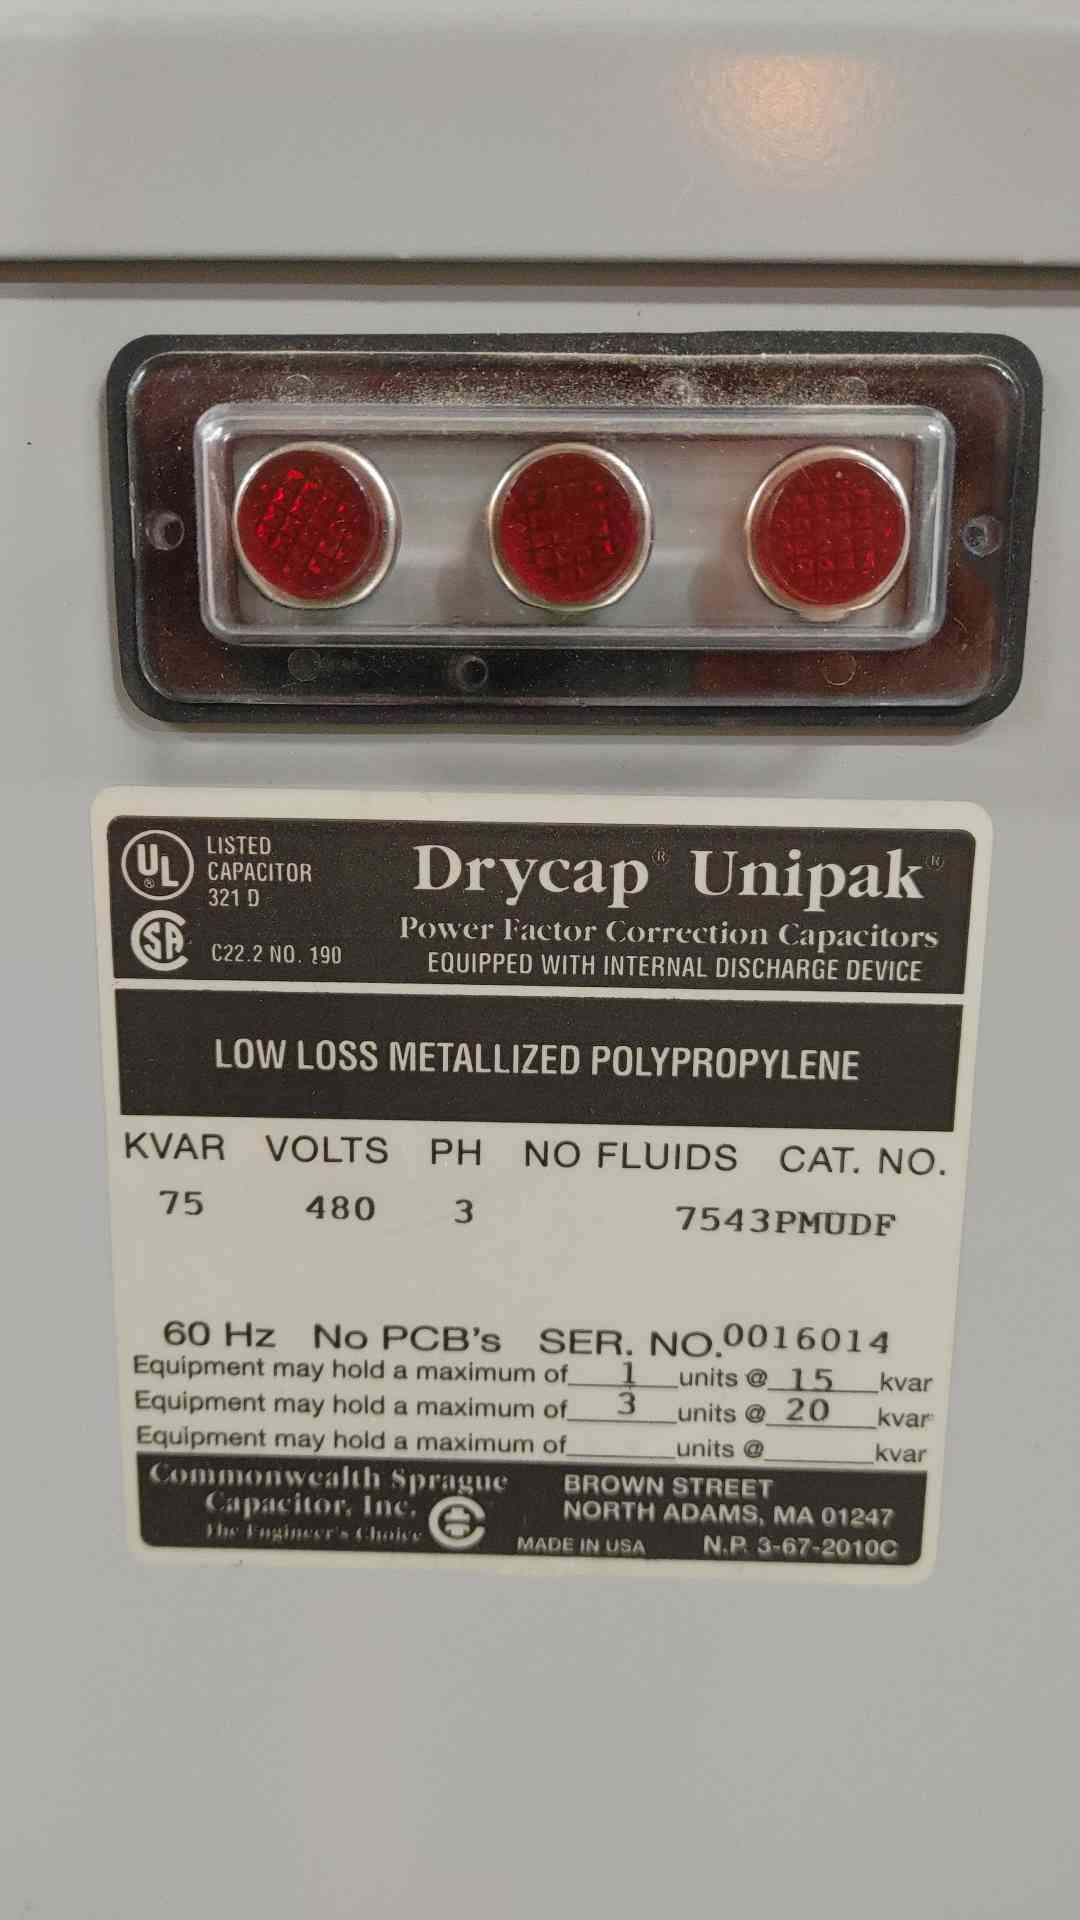 UL ®
LISTED
CAPACITOR
321 D
SA
C22.2 NO. 190
Drycap® Unipak®
Power Factor Correction Capacitors
EQUIPPED WITH INTERNAL DISCHARGE DEVICE
LOW LOSS METALLIZED POLYPROPYLENE
KVAR VOLTS PH NO FLUIDS CAT. NO.
75 480 3 7543PMUDF
60 Hz No PCB's SER. NO. 0016014
Equipment may hold a maximum of 1 units @ 15 kvar
Equipment may hold a maximum of 3 units @ 20 kvar
Equipment may hold a maximum of____units @____kvar
Commonwealth Sprague
Capacitor, Inc.
The Engineer's Choice
BROWN STREET
NORTH ADAMS, MA 01247
MADE IN USA N.P. 3-67-2010C